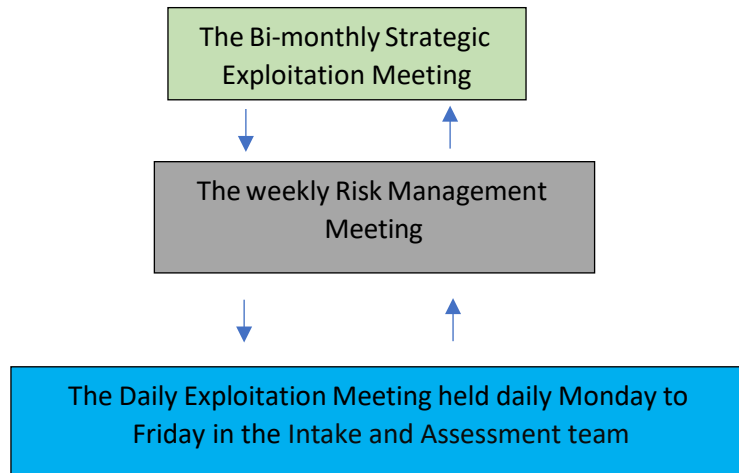 The Bi-monthly Strategic
Exploitation Meeting
The weekly Risk Management
Meeting
The Daily Exploitation Meeting held daily Monday to
Friday in the Intake and Assessment team